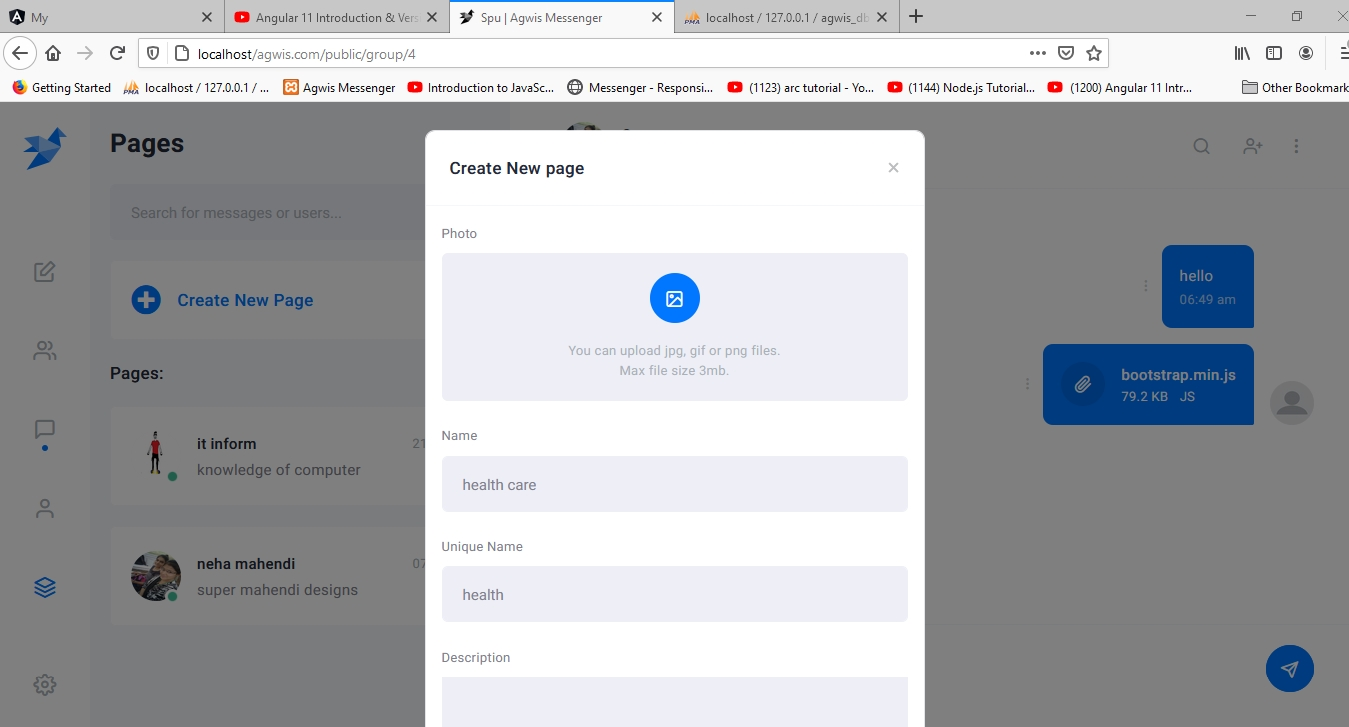 My
Angular 11 Introduction & Vers
Spu | Agwis Messenger
localhost / 127.0.0.1 / agwis_db
localhost/agwis.com/public/group/4
Getting Started
localhost / 127.0.0.1 / ...
Agwis Messenger
Introduction to JavaSc...
Messenger - Responsi...
(1123) arc tutorial - Yo...
(1144) Node.js Tutorial...
(1200) Angular 11 Intr...
Other Bookmark
Pages
Search for messages or users...
Create New Page
Pages:
it inform
21
knowledge of computer
neha mahendi
07
super mahendi designs
Create New page
Photo
You can upload jpg, gif or png files.
Max file size 3mb.
Name
health care
Unique Name
health
Description
hello
06:49 am
bootstrap.min.js
79.2 KB JS